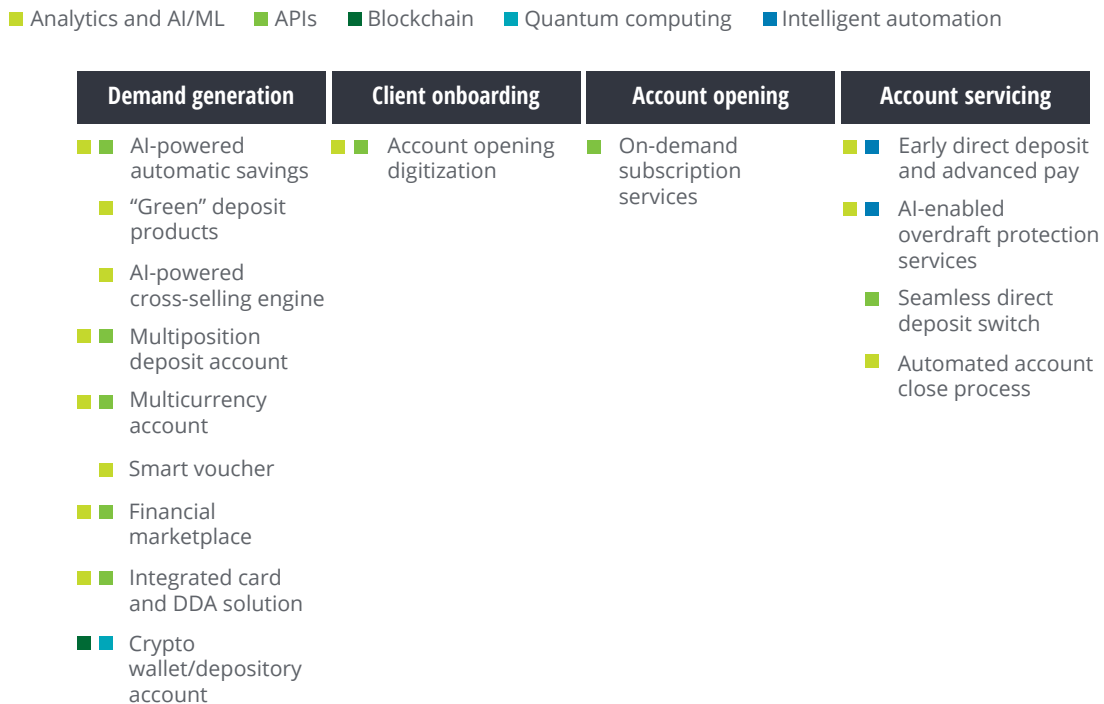 Analytics and AI/ML APIs Blockchain Quantum computing Intelligent automation
Demand generation
AI-powered
automatic savings
“Green” deposit
products
AI-powered
cross-selling engine
Multiposition
deposit account
Multicurrency
account
Smart voucher
Financial
marketplace
Integrated card
and DDA solution
Crypto
wallet/depository
account
Client onboarding
Account opening
digitization
Account opening
On-demand
subscription
services
Account servicing
Early direct deposit
and advanced pay
AI-enabled
overdraft protection
services
Seamless direct
deposit switch
Automated account
close process